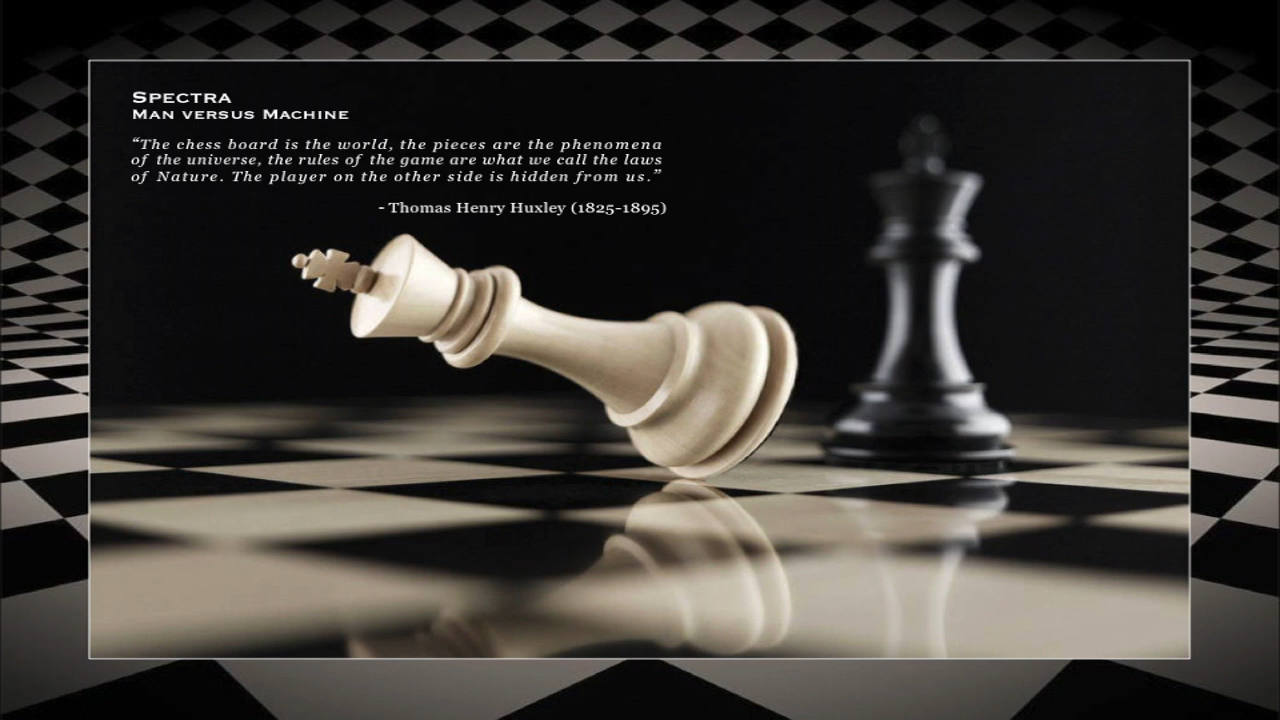 SPECTRA
MAN VERSUS MACHINE
“The chess board is the world, the pieces are the phenomena
of the universe, the rules of the game are what we call the laws
of Nature. The player on the other side is hidden from us.”
- Thomas Henry Huxley (1825-1895)